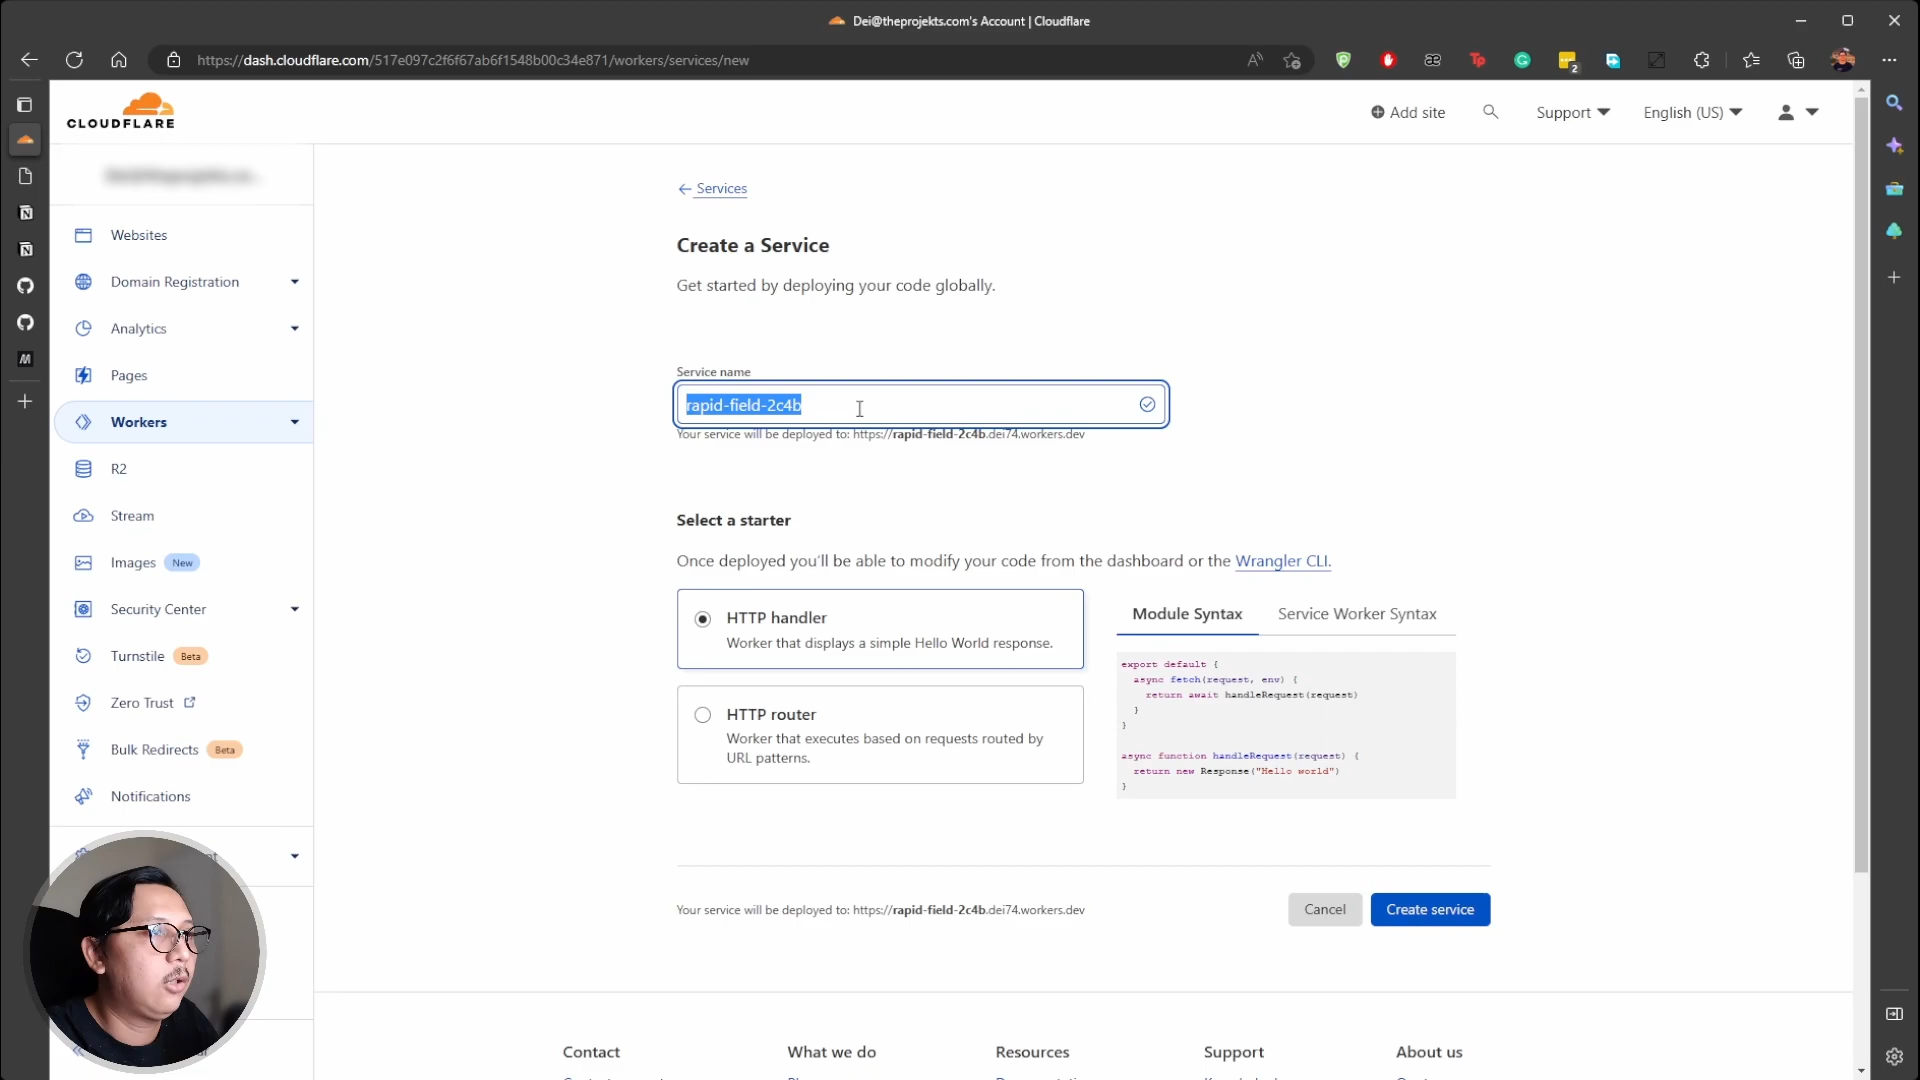 Dei@theprojekts.com's Account | Cloudflare
https://dash.cloudflare.com/517e097c2f6f67ab6f1548b00c34e871/workers/services/new
CLOUDFLARE
Add site
Support
English (US)
Websites
Domain Registration
Analytics
Pages
Workers
R2
Stream
Images New
Security Center
Turnstile Beta
Zero Trust
Bulk Redirects Beta
Notifications
← Services
Create a Service
Get started by deploying your code globally.
Service name
rapid-field-2c4b
Your service will be deployed to: https://rapid-field-2c4b.dei74.workers.dev
Select a starter
Once deployed you'll be able to modify your code from the dashboard or the Wrangler CLI.
HTTP handler
Worker that displays a simple Hello World response.
HTTP router
Worker that executes based on requests routed by
URL patterns.
Module Syntax
Service Worker Syntax
export default {
async fetch(request, env) {
return await handleRequest(request)
}
}
async function handleRequest(request) {
return new Response("Hello world")
}
Your service will be deployed to: https://rapid-field-2c4b.dei74.workers.dev
Cancel
Create service
Contact
What we do
Resources
Support
About us